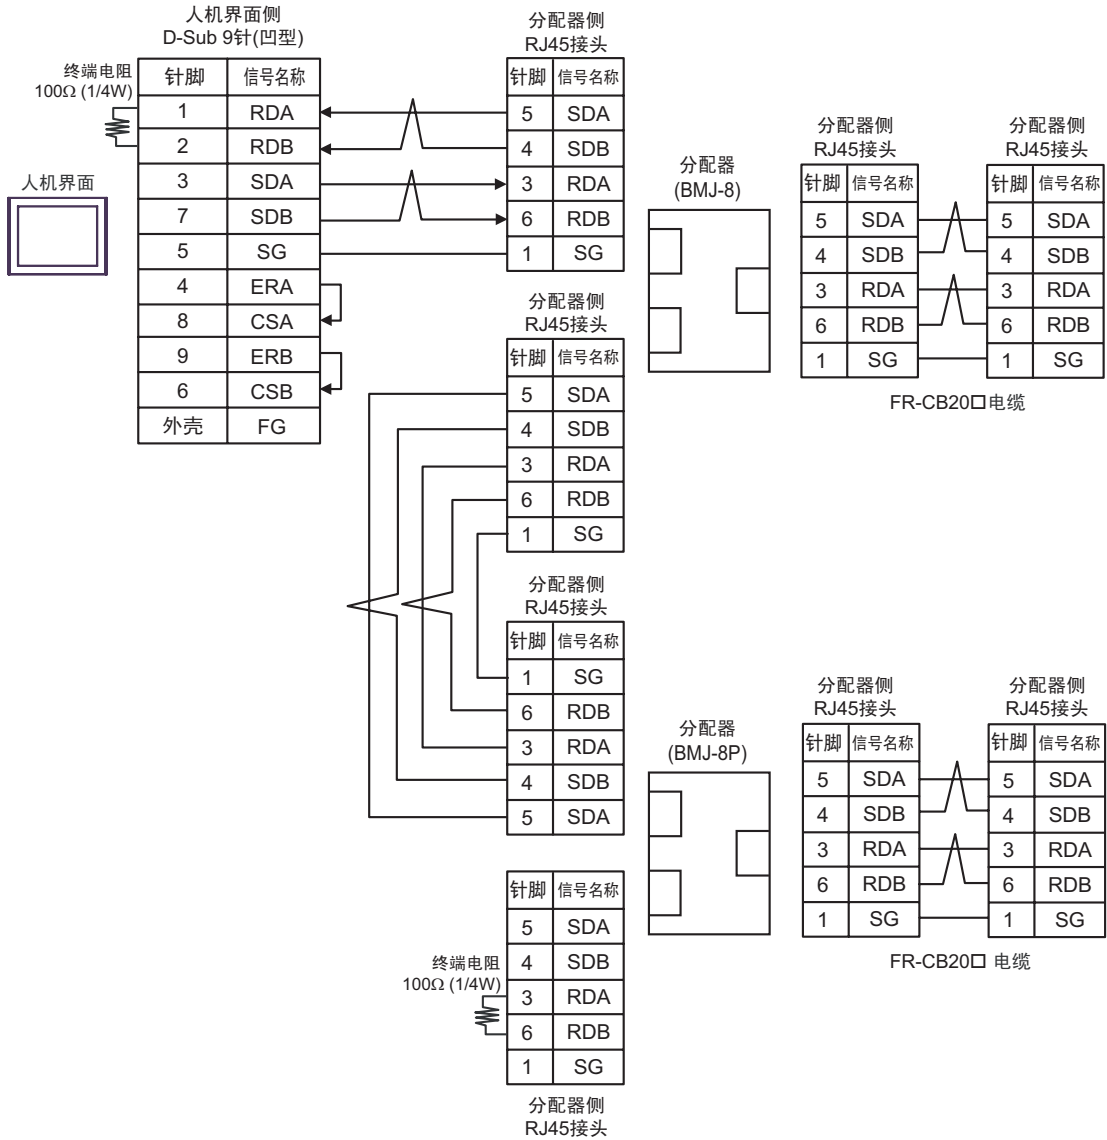 人机界面侧
D-Sub 9针(凹型)
终端电阻
100Ω (1/4W)
针脚 信号名称
1 RDA
2 RDB
3 SDA
7 SDB
5 SG
4 ERA
8 CSA
9 ERB
6 CSB
外壳 FG
人机界面
分配器侧
RJ45接头
针脚 信号名称
5 SDA
4 SDB
3 RDA
6 RDB
1 SG
分配器
(BMJ-8)
分配器侧
RJ45接头
针脚 信号名称
5 SDA
4 SDB
3 RDA
6 RDB
1 SG
分配器侧
RJ45接头
针脚 信号名称
5 SDA
4 SDB
3 RDA
6 RDB
1 SG
FR-CB20口电缆
分配器侧
RJ45接头
针脚 信号名称
5 SDA
4 SDB
3 RDA
6 RDB
1 SG
分配器侧
RJ45接头
针脚 信号名称
1 SG
6 RDB
3 RDA
4 SDB
5 SDA
分配器
(BMJ-8P)
分配器侧
RJ45接头
针脚 信号名称
5 SDA
4 SDB
3 RDA
6 RDB
1 SG
分配器侧
RJ45接头
针脚 信号名称
5 SDA
4 SDB
3 RDA
6 RDB
1 SG
FR-CB20口 电缆
终端电阻
100Ω (1/4W)
针脚 信号名称
5 SDA
4 SDB
3 RDA
6 RDB
1 SG
分配器侧
RJ45接头